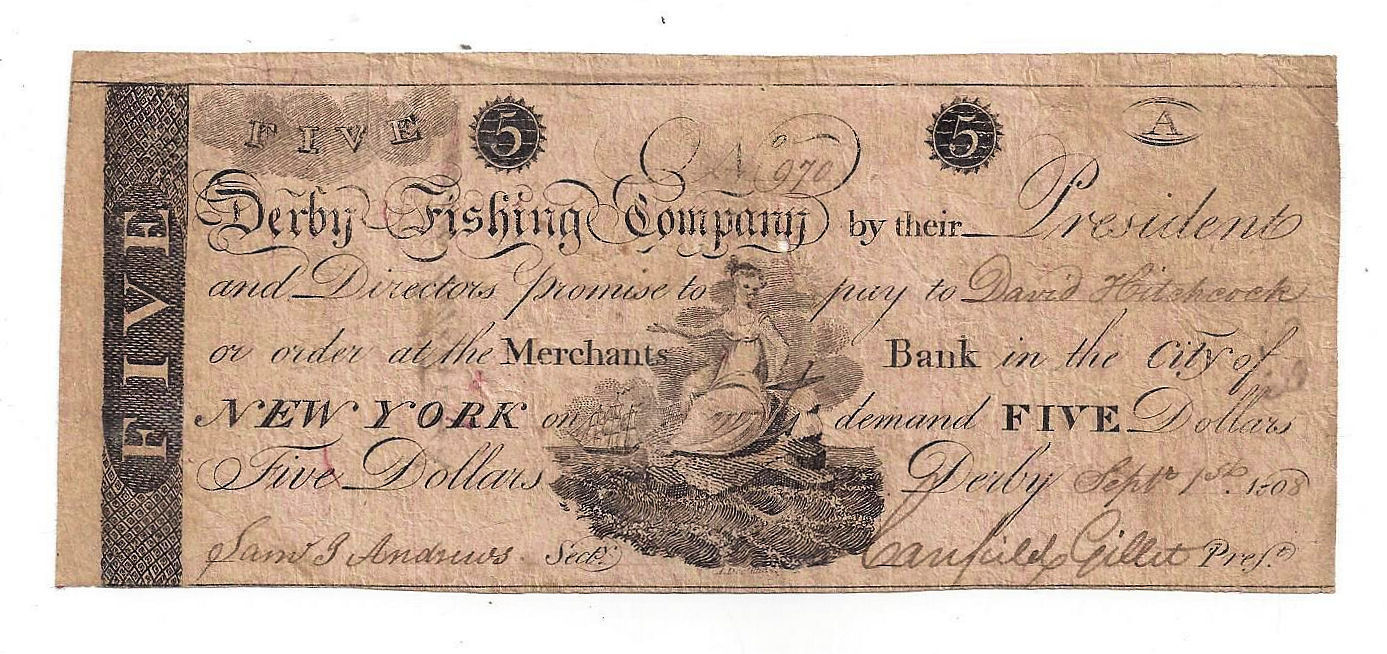 FIVE 5 No. 970 5 A
FIVE
Derby Fishing Company by their President
and Directors promise to pay to David Hitchcock
or order at the Merchants Bank in the City of
NEW YORK on demand FIVE Dollars
Five Dollars Derby Septr 1st. 1808
Saml J Andrews Secy. Canfield Gillet Prest.